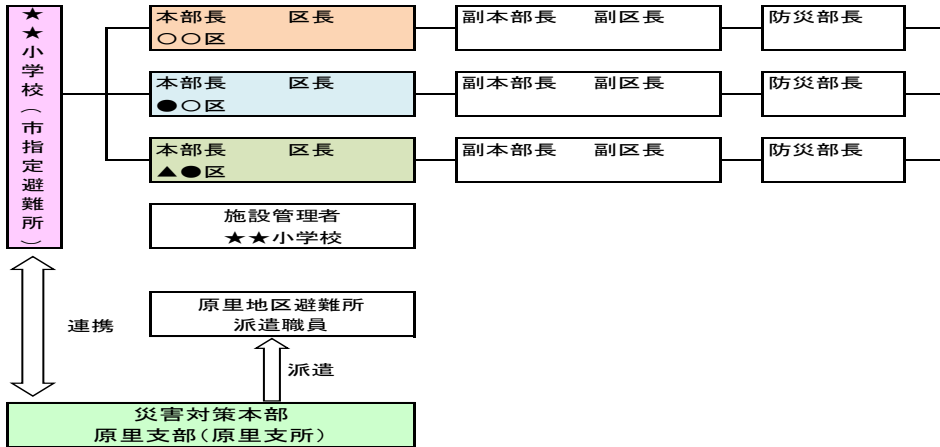 ★★小学校（市指定避難所）
本部長 区長
○○区
副本部長 副区長
防災部長
本部長 区長
●○区
副本部長 副区長
防災部長
本部長 区長
▲●区
副本部長 副区長
防災部長
施設管理者
★★小学校
原里地区避難所
派遣職員
連携
派遣
災害対策本部
原里支部(原里支所)